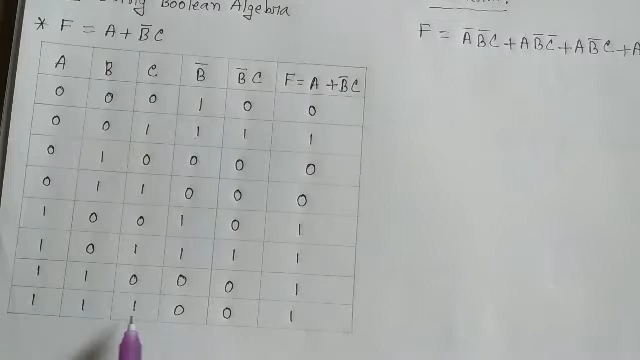 Boolean Algebra
* F = A + B̅C
A B C B̅ B̅C F = A + B̅C
0 0 0 1 0 0
0 0 1 1 1 1
0 1 0 0 0 0
0 1 1 0 0 0
1 0 0 1 0 1
1 0 1 1 1 1
1 1 0 0 0 1
1 1 1 0 0 1
F = A̅B̅C + AB̅C̅ + AB̅C + A